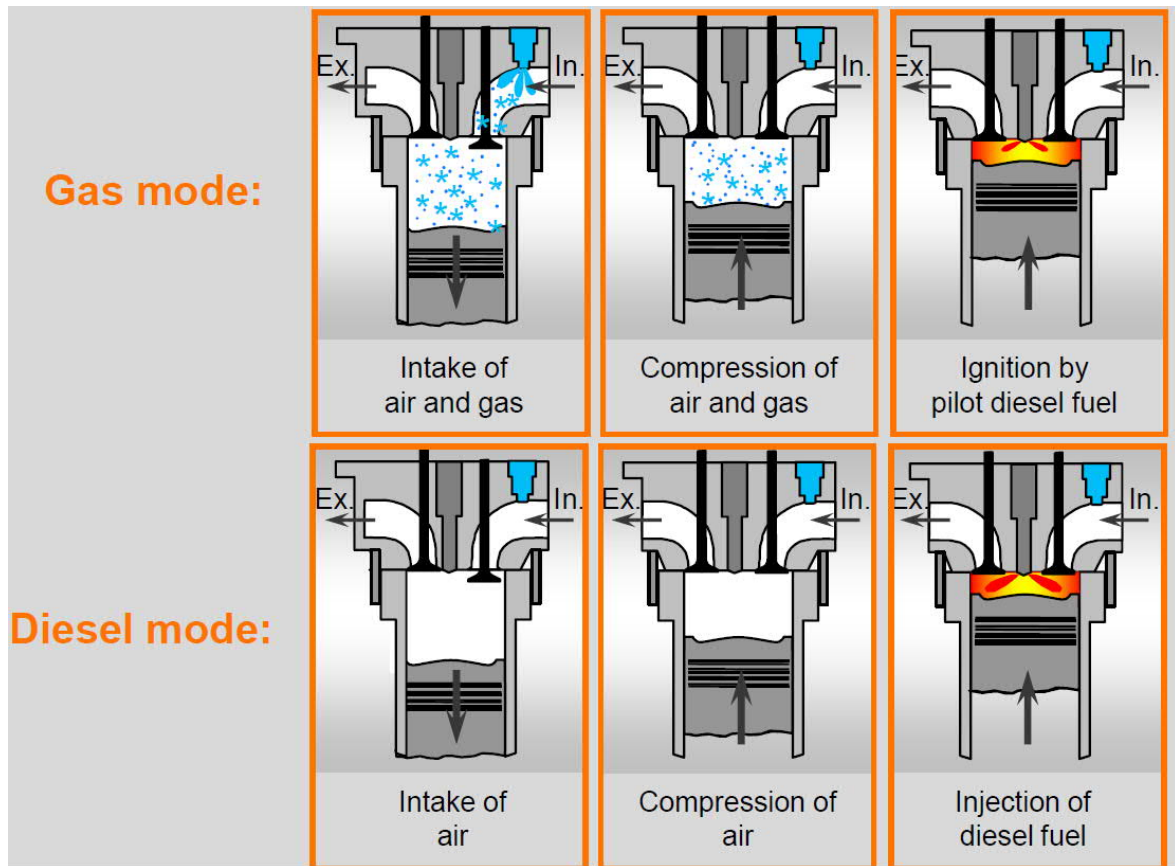 Gas mode:
Ex.
In.
Intake of
air and gas
Ex.
In.
Compression of
air and gas
Ex.
In.
Ignition by
pilot diesel fuel
Diesel mode:
Ex.
In.
Intake of
air
Ex.
In.
Compression of
air
Ex.
In.
Injection of
diesel fuel